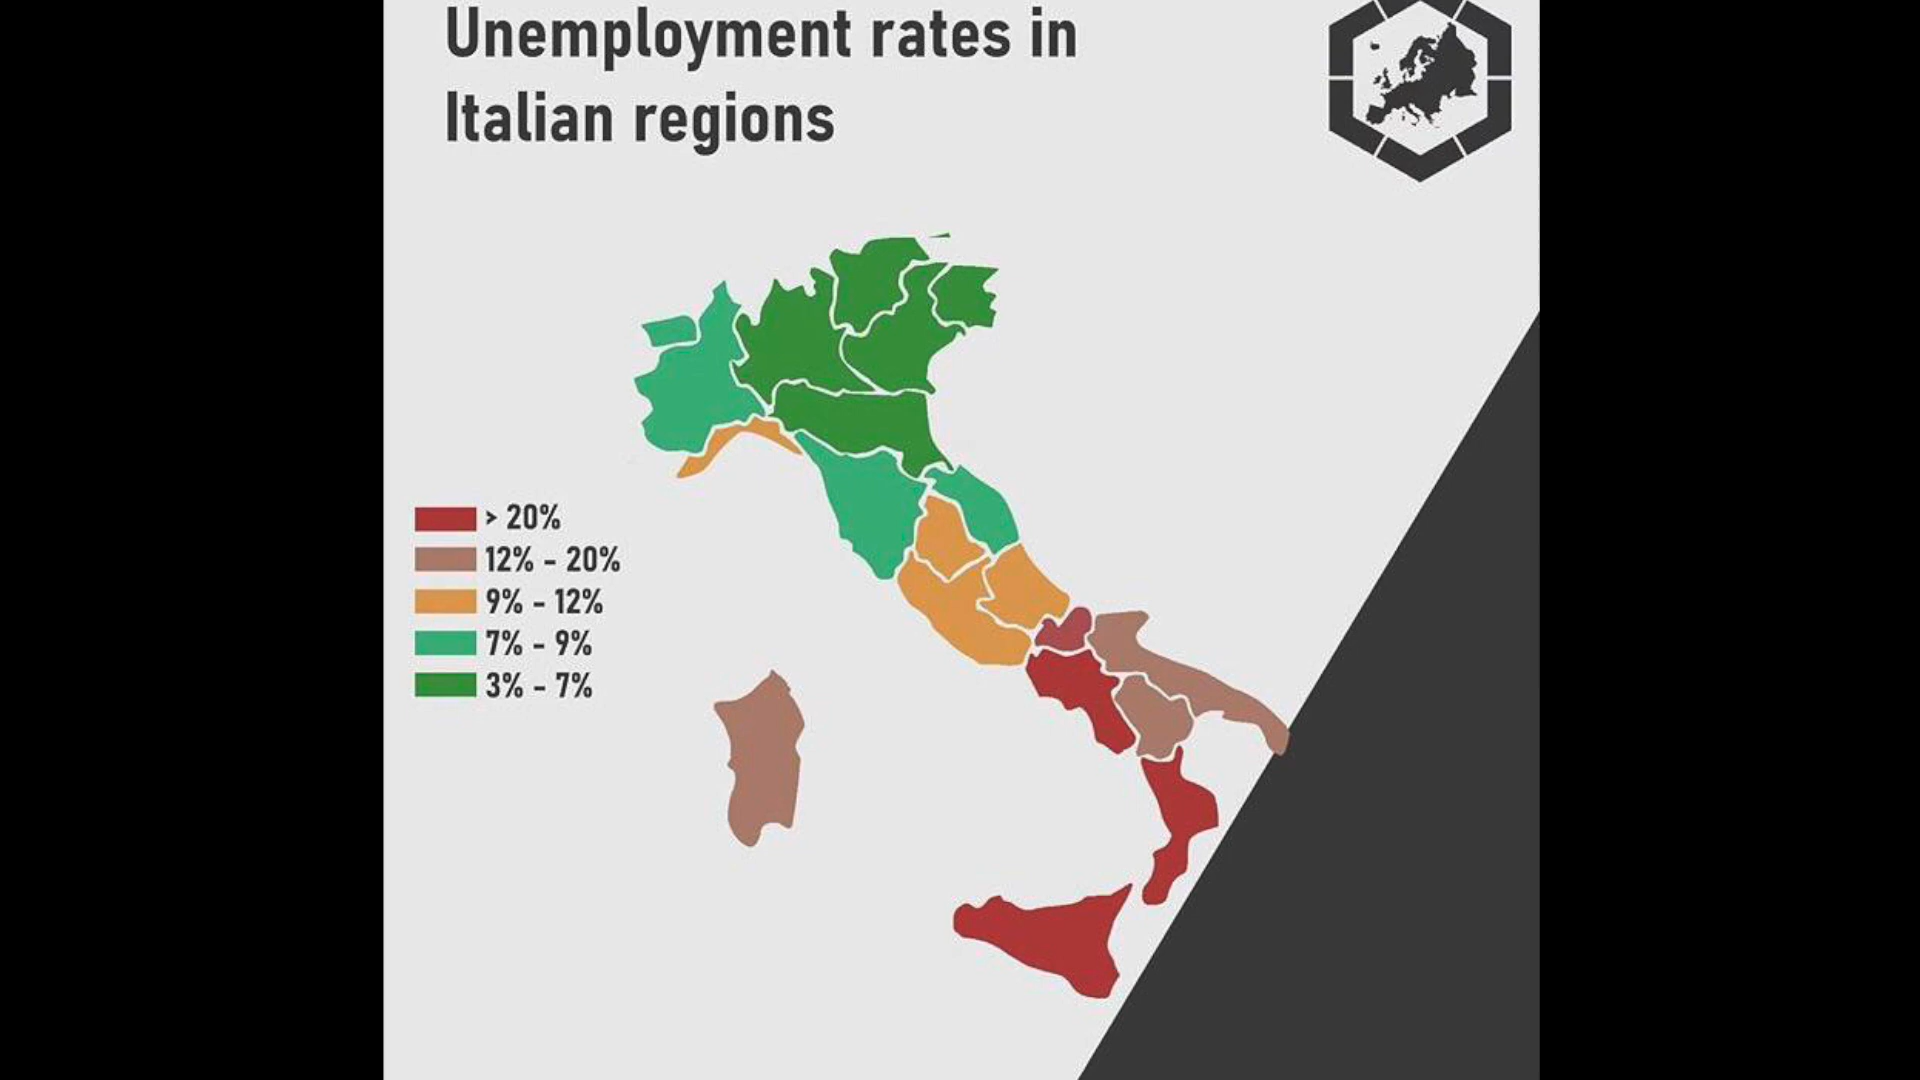 Unemployment rates in
Italian regions
> 20%
12% - 20%
9% - 12%
7% - 9%
3% - 7%